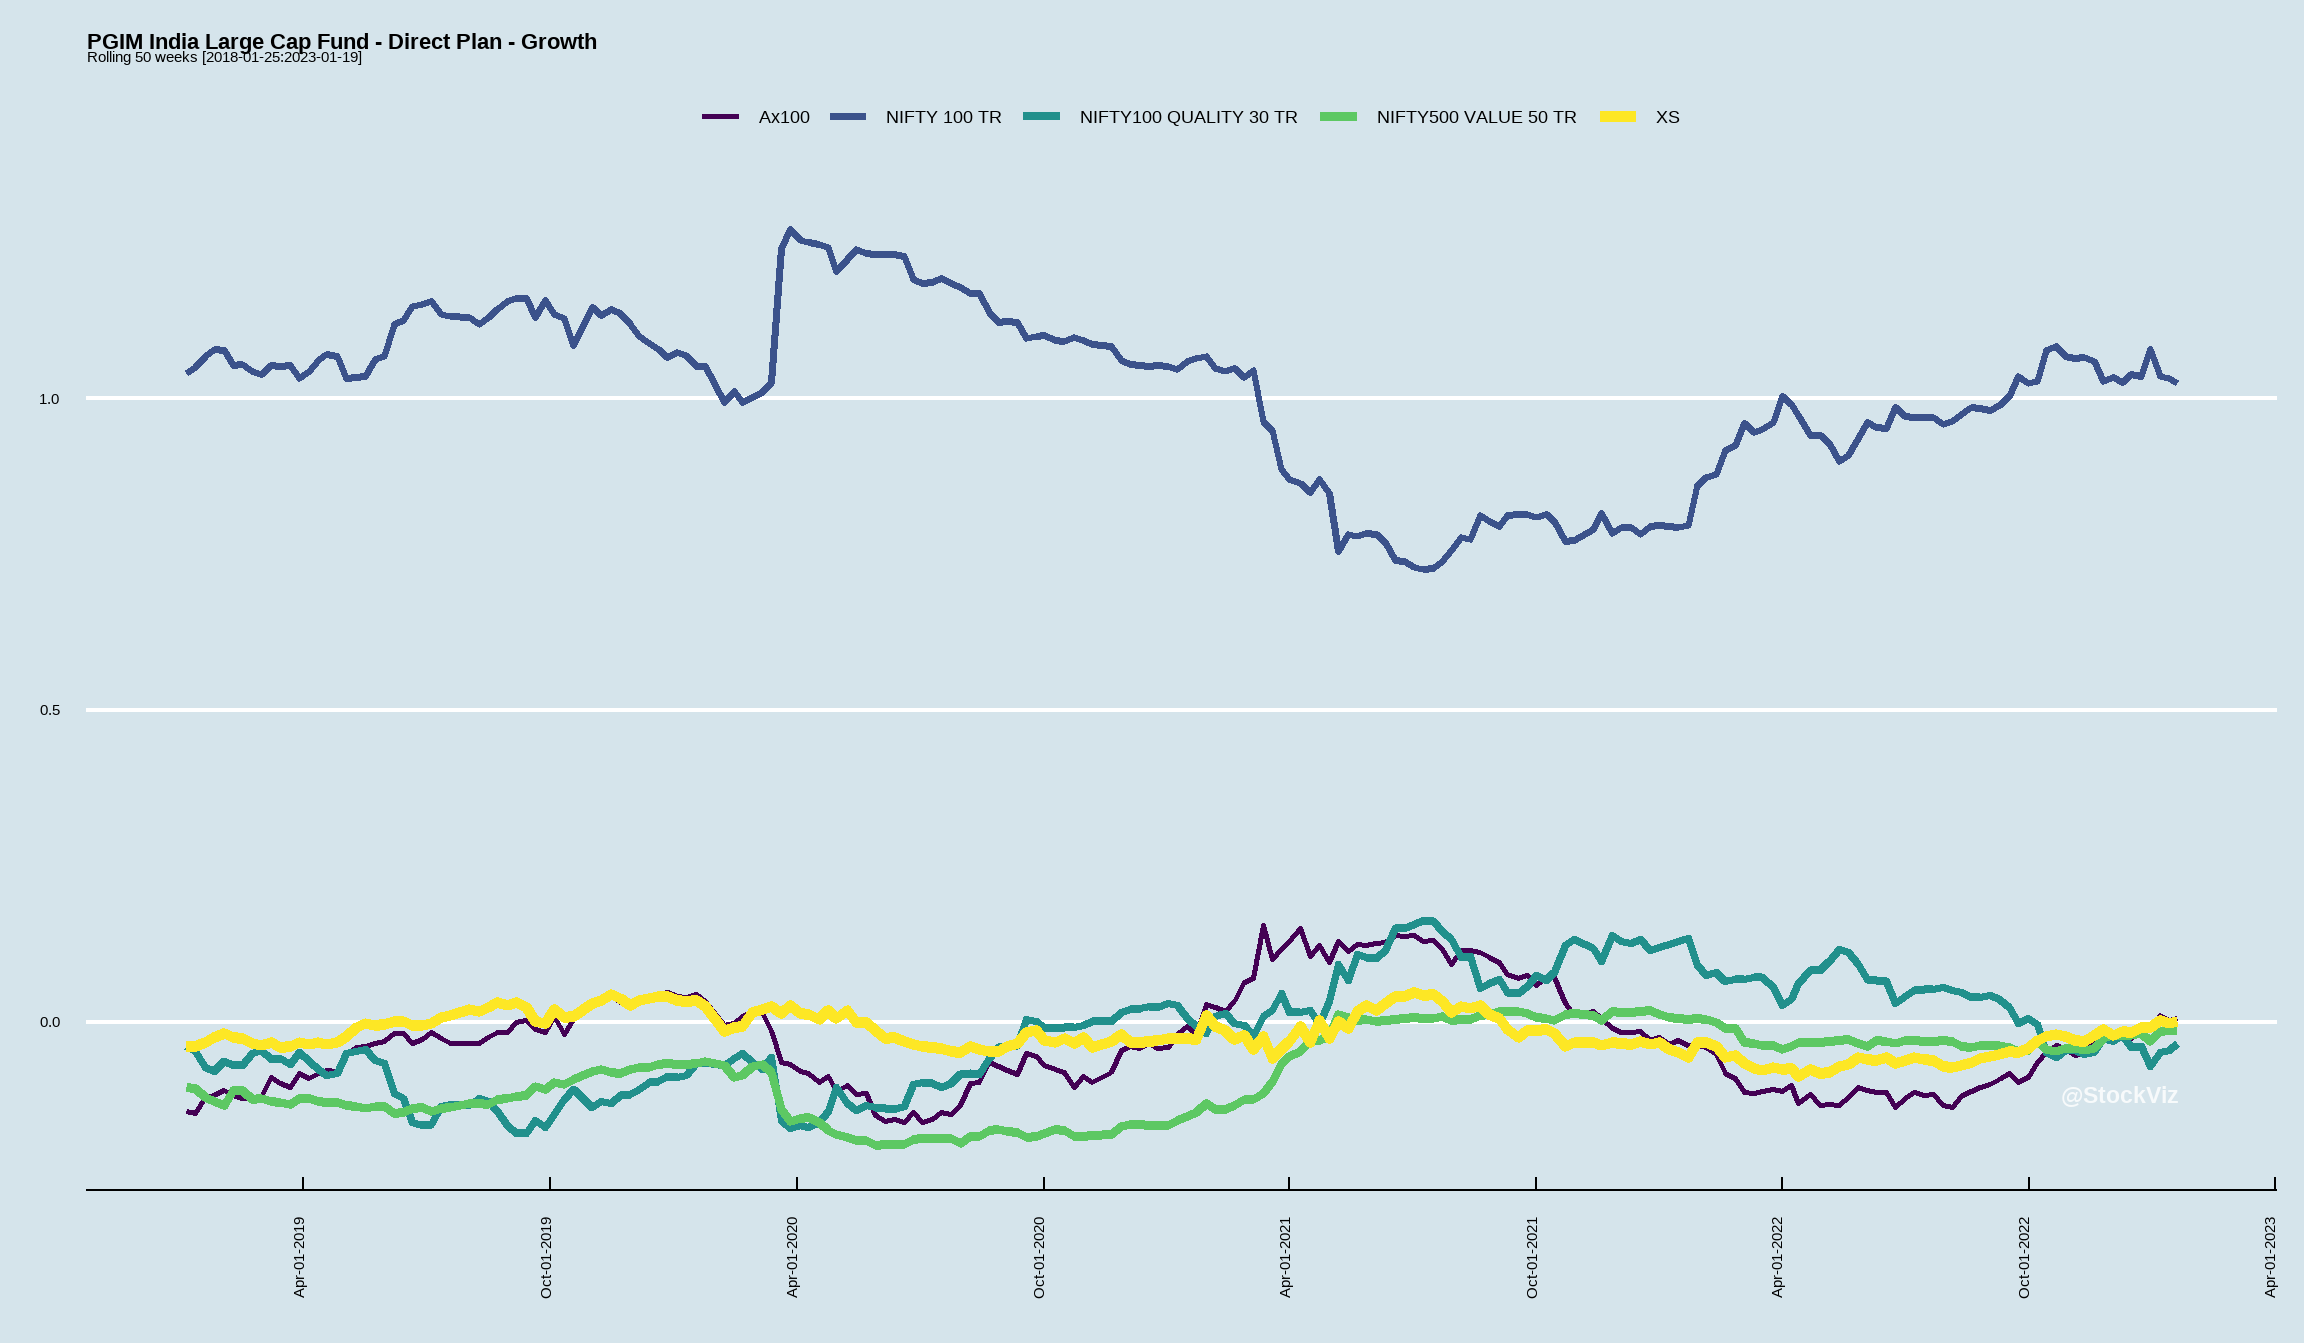 PGIM India Large Cap Fund - Direct Plan - Growth
Rolling 50 weeks [2018-01-25:2023-01-19]
Ax100 NIFTY 100 TR NIFTY100 QUALITY 30 TR NIFTY500 VALUE 50 TR XS
1.0
0.5
0.0
@StockViz
Apr-01-2019
Oct-01-2019
Apr-01-2020
Oct-01-2020
Apr-01-2021
Oct-01-2021
Apr-01-2022
Oct-01-2022
Apr-01-2023